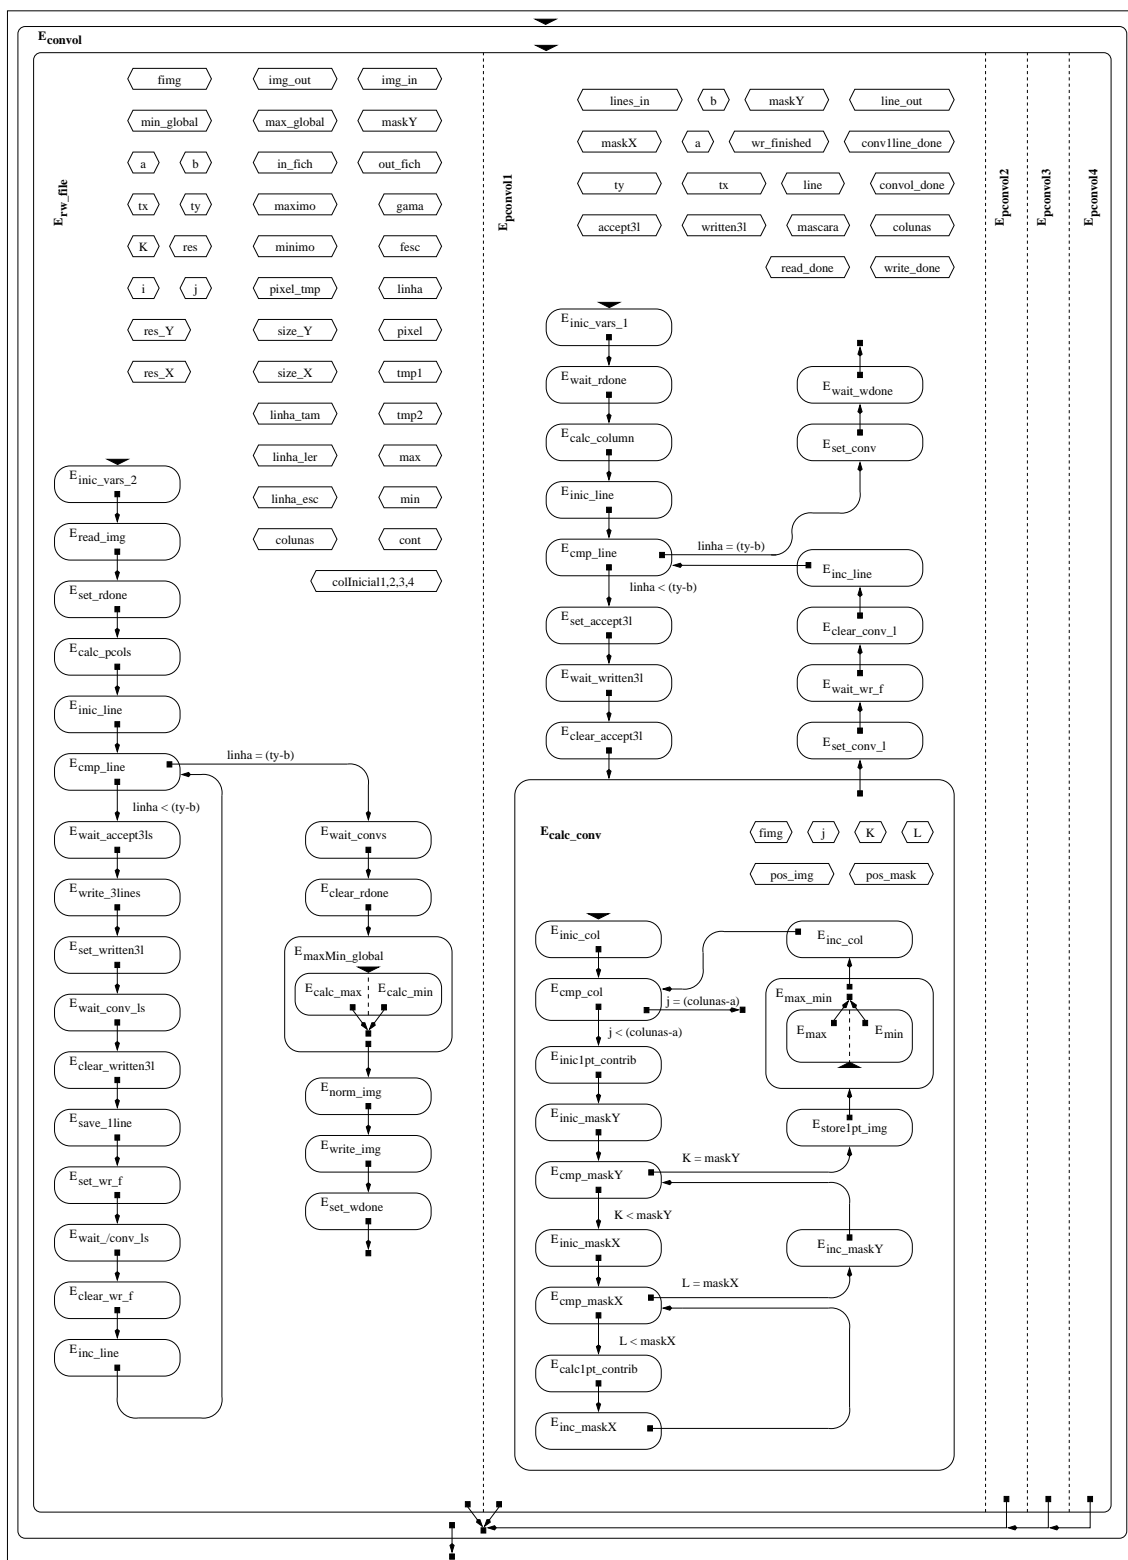 Econvol
Erw_file
fimg
img_out
img_in
min_global
max_global
maskY
a
b
in_fich
out_fich
tx
ty
maximo
gama
K
res
minimo
fesc
i
j
pixel_tmp
linha
res_Y
size_Y
pixel
res_X
size_X
tmp1
linha_tam
tmp2
linha_ler
max
linha_esc
min
colunas
cont
colInicial1,2,3,4
Einic_vars_2
Eread_img
Eset_rdone
Ecalc_pcols
Einic_line
Ecmp_line
linha = (ty-b)
linha < (ty-b)
Ewait_accept3ls
Ewrite_3lines
Eset_written3l
Ewait_conv_ls
Eclear_written3l
Esave_1line
Eset_wr_f
Ewait_/conv_ls
Eclear_wr_f
Einc_line
Ewait_convs
Eclear_rdone
EmaxMin_global
Ecalc_max
Ecalc_min
Enorm_img
Ewrite_img
Eset_wdone
Epconvol1
lines_in
b
maskY
line_out
maskX
a
wr_finished
conv1line_done
ty
tx
line
convol_done
accept3l
written3l
mascara
colunas
read_done
write_done
Einic_vars_1
Ewait_rdone
Ecalc_column
Einic_line
Ecmp_line
linha = (ty-b)
linha < (ty-b)
Eset_accept3l
Ewait_written3l
Eclear_accept3l
Ewait_wdone
Eset_conv
Einc_line
Eclear_conv_l
Ewait_wr_f
Eset_conv_l
Ecalc_conv
fimg
j
K
L
pos_img
pos_mask
Einic_col
Ecmp_col
j = (colunas-a)
j < (colunas-a)
Einic1pt_contrib
Einic_maskY
Ecmp_maskY
K = maskY
K < maskY
Einic_maskX
Ecmp_maskX
L = maskX
L < maskX
Ecalc1pt_contrib
Einc_maskX
Einc_col
Emax_min
Emax
Emin
Estore1pt_img
Einc_maskY
Epconvol2
Epconvol3
Epconvol4